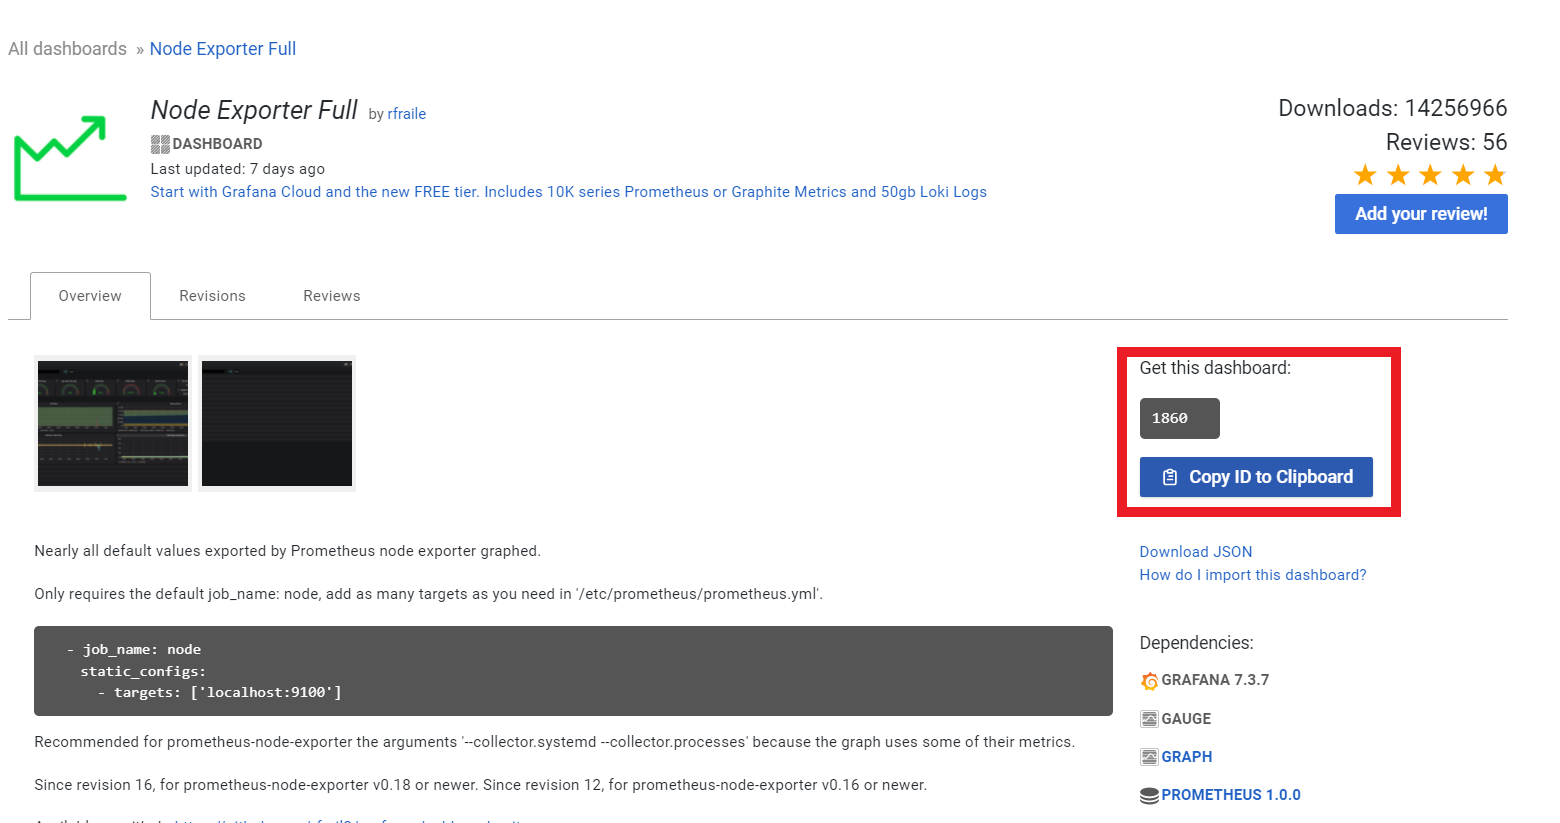 All dashboards » Node Exporter Full
Node Exporter Full by rfraile
DASHBOARD
Last updated: 7 days ago
Start with Grafana Cloud and the new FREE tier. Includes 10K series Prometheus or Graphite Metrics and 50gb Loki Logs
Downloads: 14256966
Reviews: 56
Add your review!
Overview
Revisions
Reviews
Nearly all default values exported by Prometheus node exporter graphed.
Only requires the default job_name: node, add as many targets as you need in '/etc/prometheus/prometheus.yml'.
- job_name: node
static_configs:
- targets: ['localhost:9100']
Recommended for prometheus-node-exporter the arguments '--collector.systemd --collector.processes' because the graph uses some of their metrics.
Since revision 16, for prometheus-node-exporter v0.18 or newer. Since revision 12, for prometheus-node-exporter v0.16 or newer.
Get this dashboard:
1860
Copy ID to Clipboard
Download JSON
How do I import this dashboard?
Dependencies:
GRAFANA 7.3.7
GAUGE
GRAPH
PROMETHEUS 1.0.0